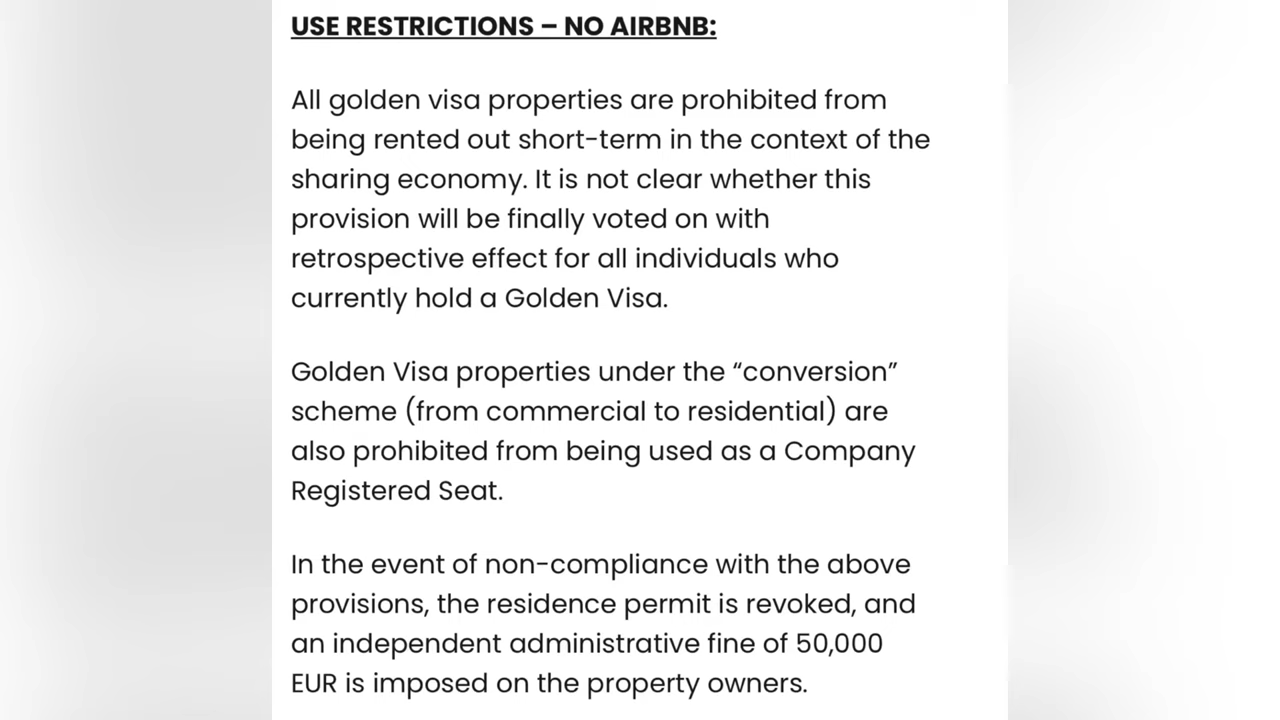 USE RESTRICTIONS – NO AIRBNB:
All golden visa properties are prohibited from
being rented out short-term in the context of the
sharing economy. It is not clear whether this
provision will be finally voted on with
retrospective effect for all individuals who
currently hold a Golden Visa.
Golden Visa properties under the “conversion”
scheme (from commercial to residential) are
also prohibited from being used as a Company
Registered Seat.
In the event of non-compliance with the above
provisions, the residence permit is revoked, and
an independent administrative fine of 50,000
EUR is imposed on the property owners.